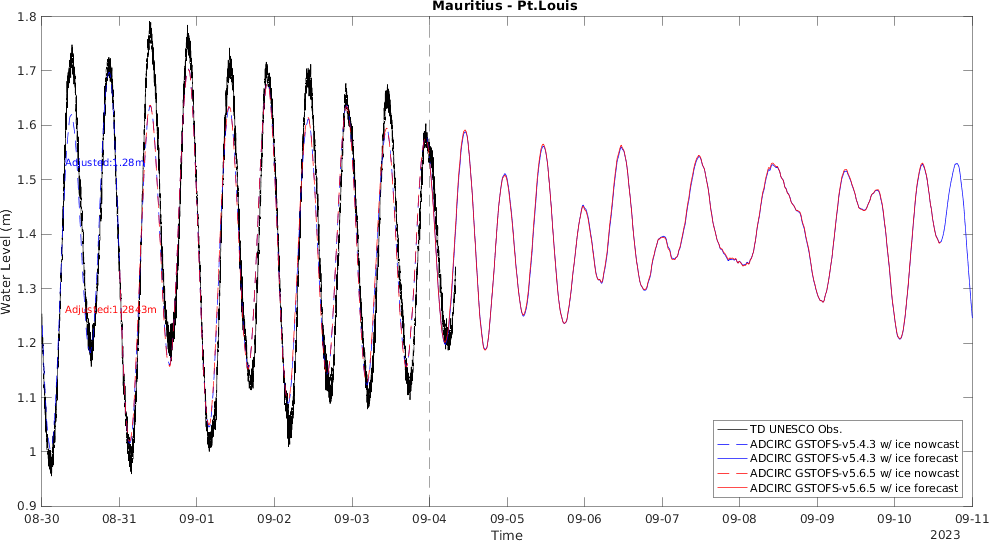 Mauritius - Pt.Louis
Water Level (m)
1.8
1.7
1.6
1.5
1.4
1.3
1.2
1.1
1
0.9
Adjusted:1.28m
Adjusted:1.2843m
TD UNESCO Obs.
ADCIRC GSTOFS-v5.4.3 w/ ice nowcast
ADCIRC GSTOFS-v5.4.3 w/ ice forecast
ADCIRC GSTOFS-v5.6.5 w/ ice nowcast
ADCIRC GSTOFS-v5.6.5 w/ ice forecast
08-30 08-31 09-01 09-02 09-03 09-04 09-05 09-06 09-07 09-08 09-09 09-10 09-11
Time
2023